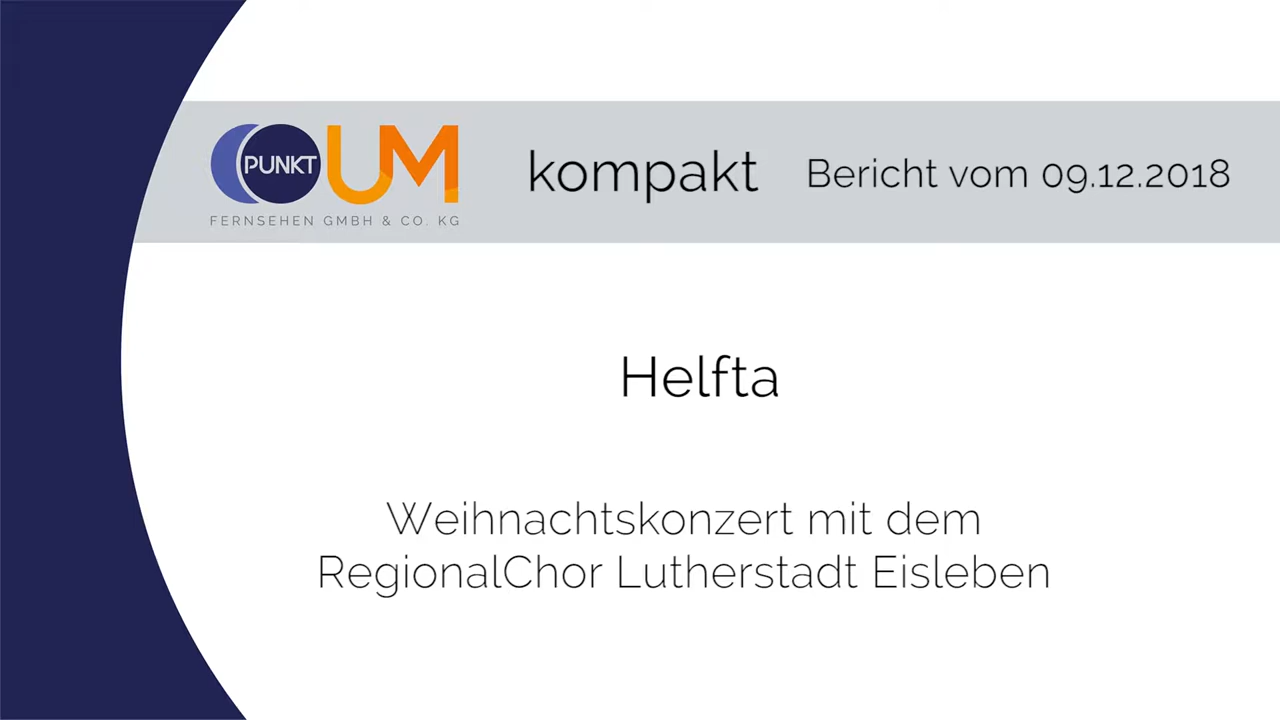 PUNKT UM
FERNSEHEN GMBH & CO. KG
kompakt
Bericht vom 09.12.2018
Helfta
Weihnachtskonzert mit dem
RegionalChor Lutherstadt Eisleben